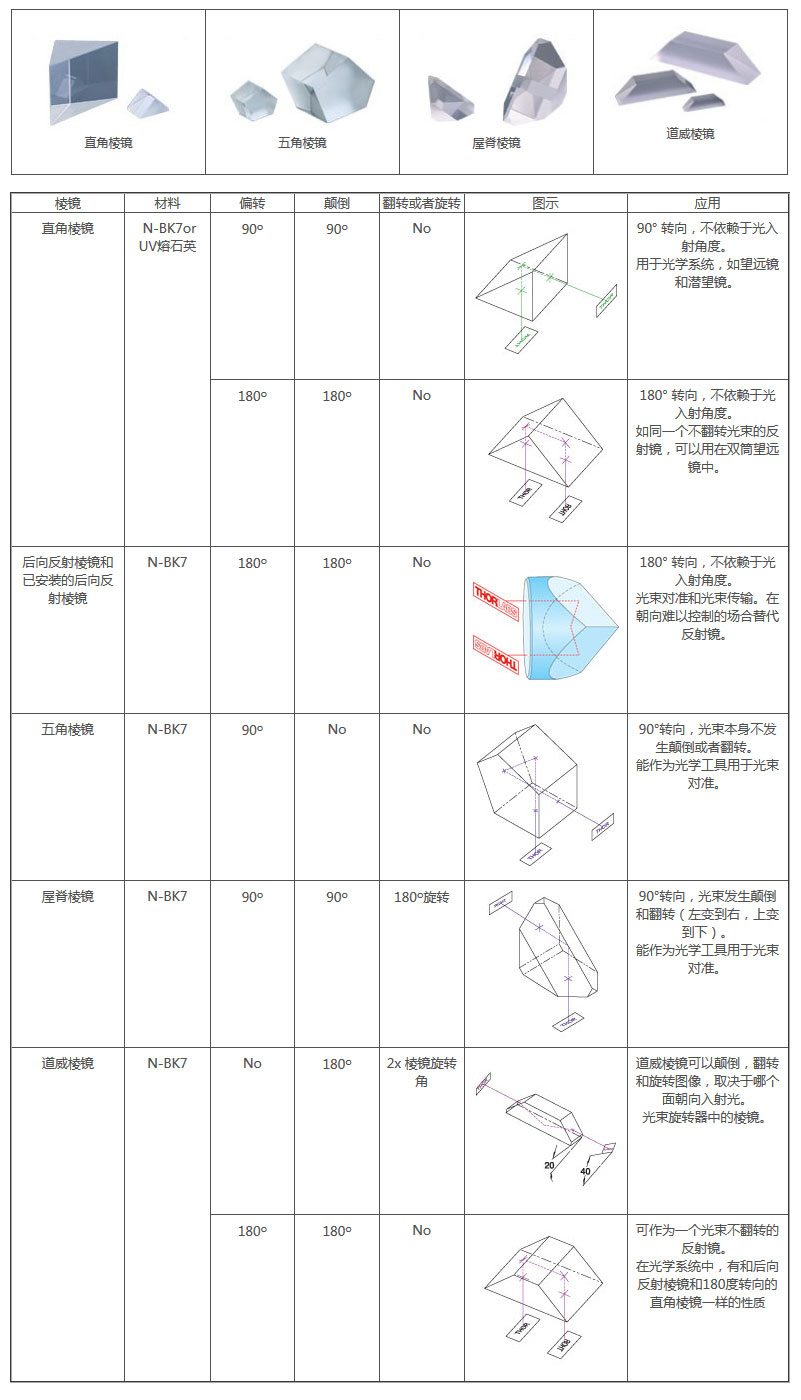 直角棱镜
五角棱镜
屋脊棱镜
道威棱镜
棱镜 材料 偏转 颠倒 翻转或者旋转 图示 应用
直角棱镜
N-BK7or
UV熔石英
90º
90º
No
90° 转向，不依赖于光入
射角度。
用于光学系统，如望远镜
和潜望镜。
180º
180º
No
THOR
THOR
180° 转向，不依赖于光
入射角度。
如同一个不翻转光束的反
射镜，可以用在双筒望远
镜中。
后向反射棱镜和
已安装的后向反
射棱镜
N-BK7
180º
180º
No
THOR
THOR
180° 转向，不依赖于光
入射角度。
光束对准和光束传输。在
朝向难以控制的场合替代
反射镜。
五角棱镜
N-BK7
90º
No
No
THOR
THOR
90°转向，光束本身不发
生颠倒或者翻转。
能作为光学工具用于光束
对准。
屋脊棱镜
N-BK7
90º
90º
180º旋转
THOR
90°转向，光束发生颠倒
和翻转（左变到右，上变
到下）。
能作为光学工具用于光束
对准。
道威棱镜
N-BK7
No
180º
2x 棱镜旋转
角
20
40
道威棱镜可以颠倒，翻转
和旋转图像，取决于哪个
面朝向入射光。
光束旋转器中的棱镜。
180º
180º
No
THOR
THOR
可作为一个光束不翻转的
反射镜。
在光学系统中，有和后向
反射棱镜和180度转向的
直角棱镜一样的性质